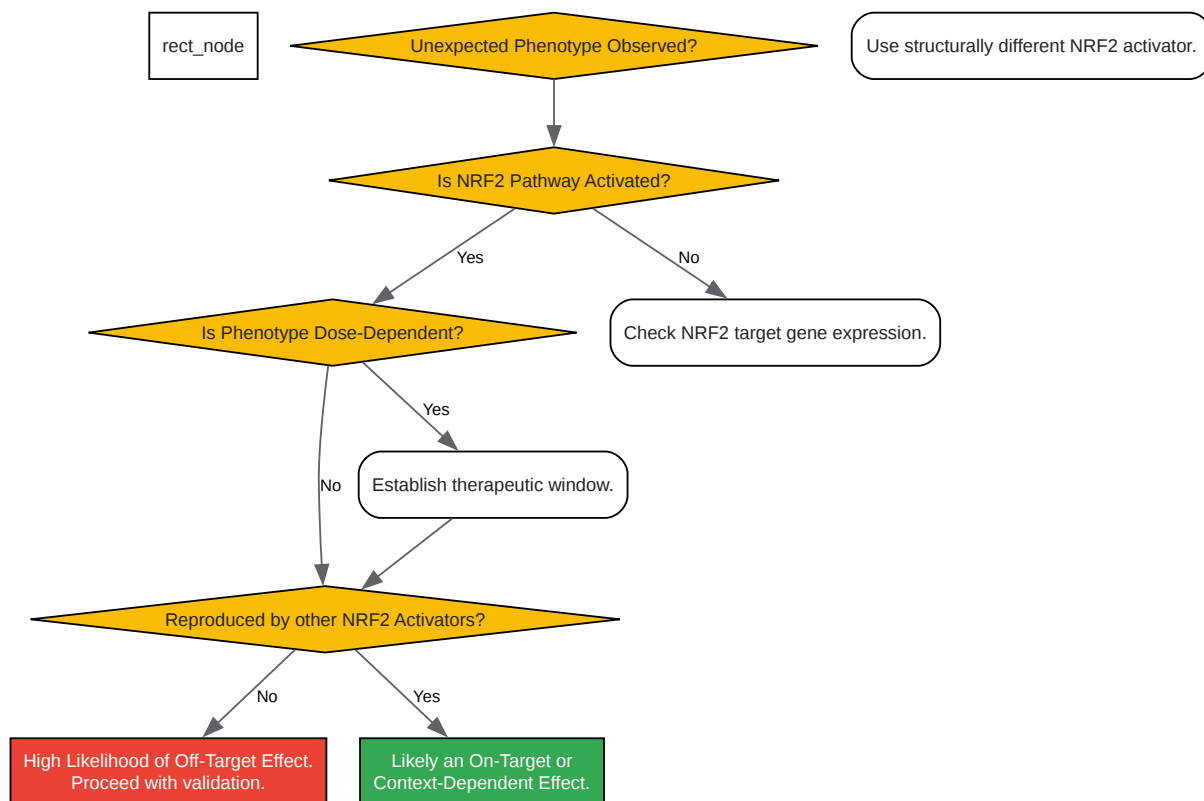 rect_node
Unexpected Phenotype Observed?
Use structurally different NRF2 activator.
Is NRF2 Pathway Activated?
Yes
No
Is Phenotype Dose-Dependent?
Check NRF2 target gene expression.
Yes
No
Establish therapeutic window.
Reproduced by other NRF2 Activators?
No
Yes
High Likelihood of Off-Target Effect.
Proceed with validation.
Likely an On-Target or
Context-Dependent Effect.